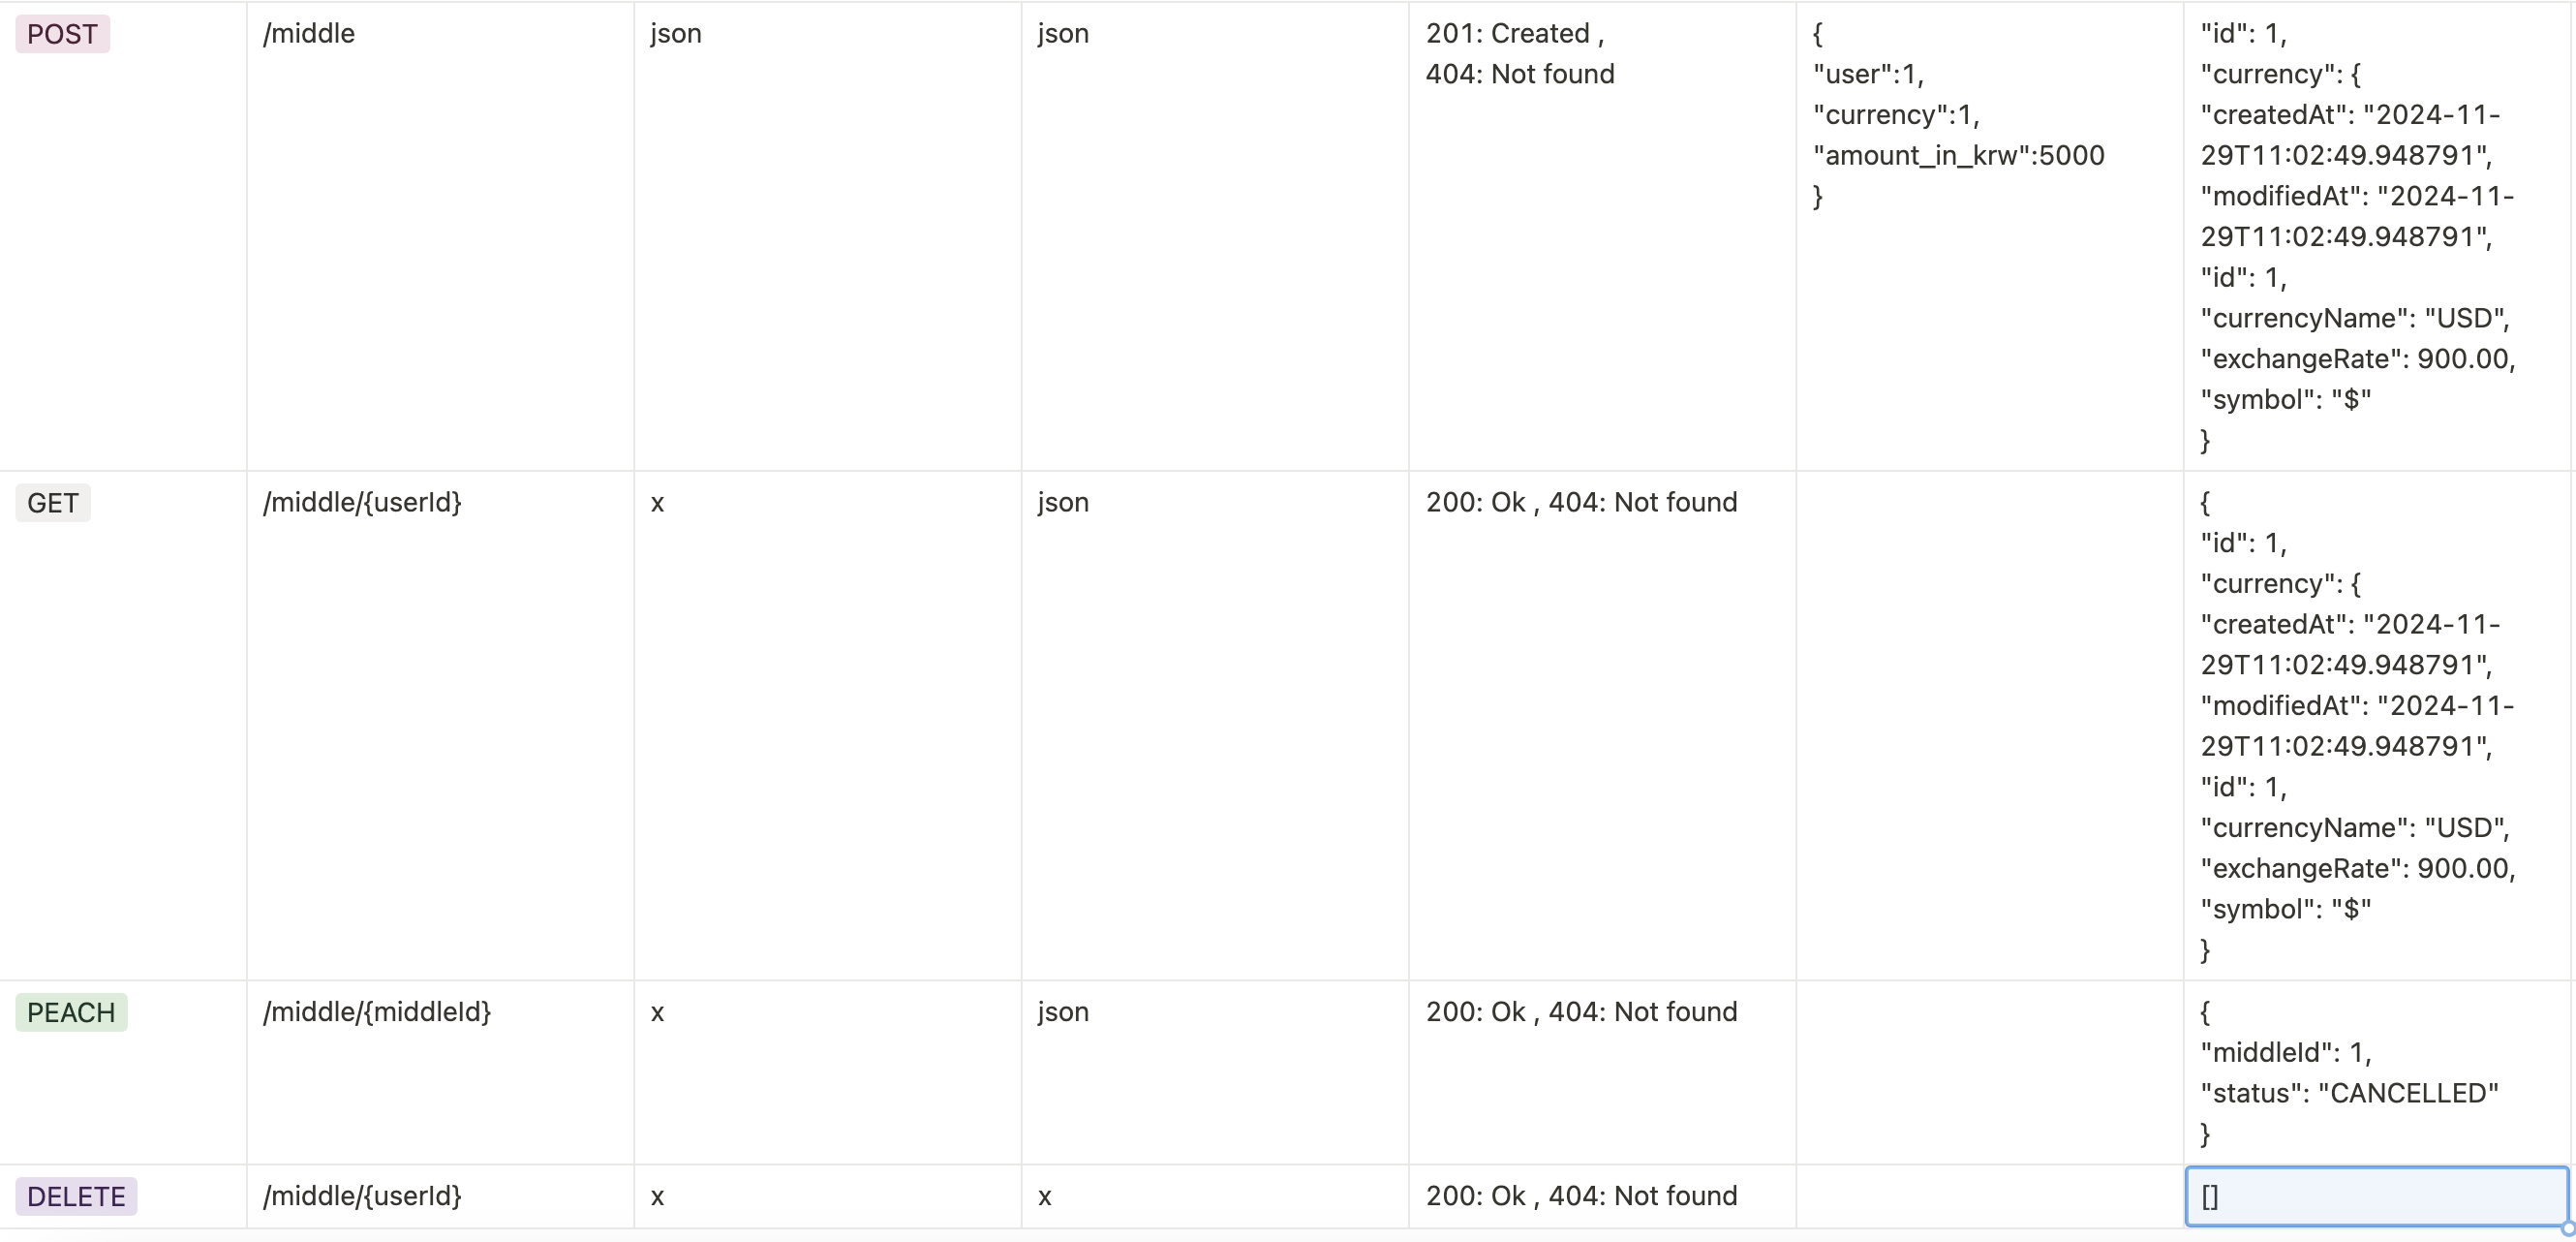 POST
/middle
json
json
201: Created ,
404: Not found
{
"user":1,
"currency":1,
"amount_in_krw":5000
}
"id": 1,
"currency": {
"createdAt": "2024-11-
29T11:02:49.948791",
"modifiedAt": "2024-11-
29T11:02:49.948791",
"id": 1,
"currencyName": "USD",
"exchangeRate": 900.00,
"symbol": "$"
}
GET
/middle/{userId}
x
json
200: Ok , 404: Not found
{
"id": 1,
"currency": {
"createdAt": "2024-11-
29T11:02:49.948791",
"modifiedAt": "2024-11-
29T11:02:49.948791",
"id": 1,
"currencyName": "USD",
"exchangeRate": 900.00,
"symbol": "$"
}
PEACH
/middle/{middleId}
x
json
200: Ok , 404: Not found
{
"middleId": 1,
"status": "CANCELLED"
}
DELETE
/middle/{userId}
x
x
200: Ok , 404: Not found
[]